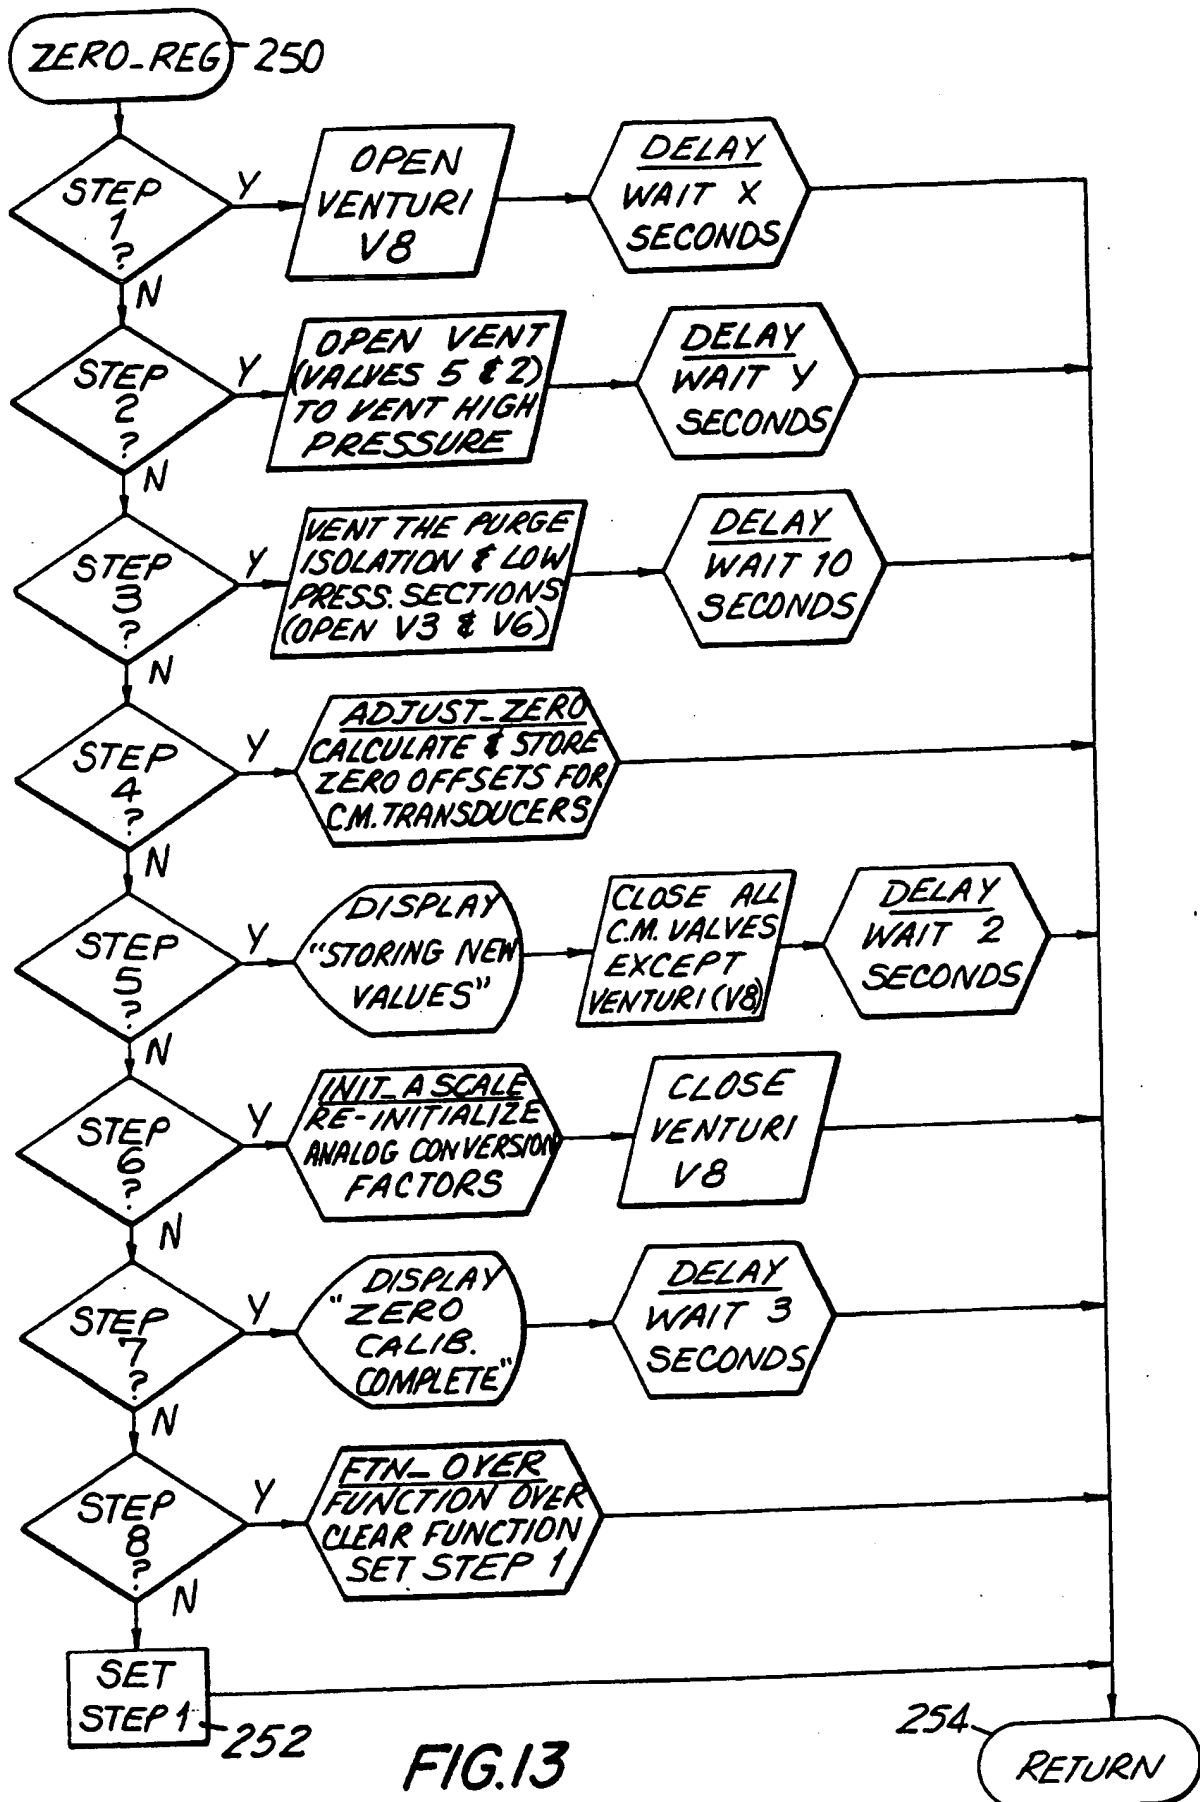 ZERO_REG 250
STEP
1
?
Y
OPEN
VENTURI
V8
DELAY
WAIT X
SECONDS
N
STEP
2
?
Y
OPEN VENT
(VALVES 5 & 2)
TO VENT HIGH
PRESSURE
DELAY
WAIT Y
SECONDS
N
STEP
3
?
Y
VENT THE PURGE
ISOLATION & LOW
PRESS. SECTIONS
(OPEN V3 & V6)
DELAY
WAIT 10
SECONDS
N
STEP
4
?
Y
ADJUST_ZERO
CALCULATE & STORE
ZERO OFFSETS FOR
C.M. TRANSDUCERS
N
STEP
5
?
Y
DISPLAY
"STORING NEW
VALUES"
CLOSE ALL
C.M. VALVES
EXCEPT
VENTURI (V8)
DELAY
WAIT 2
SECONDS
N
STEP
6
?
Y
INIT_A SCALE
RE-INITIALIZE
ANALOG CONVERSION
FACTORS
CLOSE
VENTURI
V8
N
STEP
7
?
Y
DISPLAY
"ZERO
CALIB.
COMPLETE"
DELAY
WAIT 3
SECONDS
N
STEP
8
?
Y
FTN_OVER
FUNCTION OVER
CLEAR FUNCTION
SET STEP 1
N
SET
STEP 1
252
254
RETURN
FIG.13